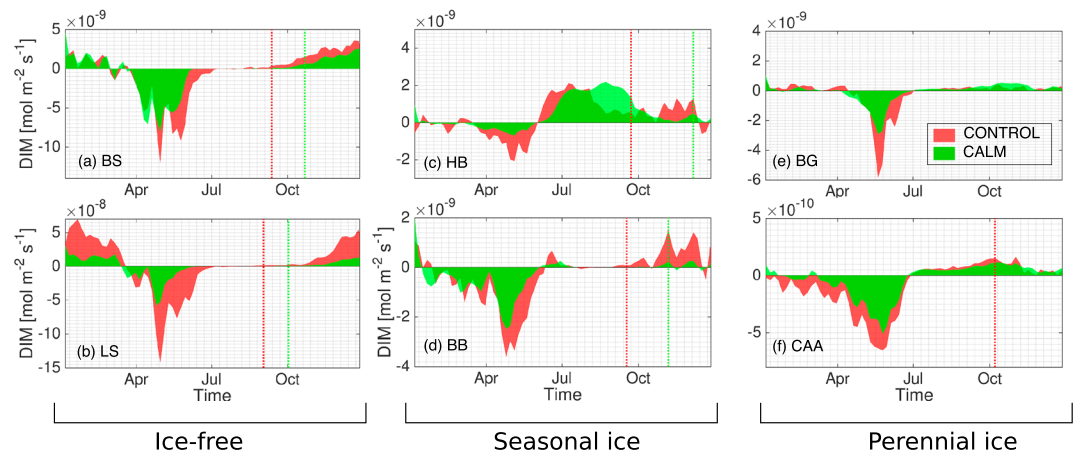 ×10⁻⁹
5
0
-5
-10
DIM [mol m⁻² s⁻¹]
(a) BS
Apr
Jul
Oct
×10⁻⁹
4
2
0
-2
(c) HB
Apr
Jul
Oct
×10⁻⁹
4
2
0
-2
-4
-6
(e) BG
CONTROL
CALM
Apr
Jul
Oct
×10⁻⁸
5
0
-5
-10
-15
DIM [mol m⁻² s⁻¹]
(b) LS
Apr
Jul
Oct
Time
×10⁻⁹
2
0
-2
-4
DIM [mol m⁻² s⁻¹]
(d) BB
Apr
Jul
Oct
Time
×10⁻¹⁰
5
0
-5
(f) CAA
Apr
Jul
Oct
Time
Ice-free
Seasonal ice
Perennial ice